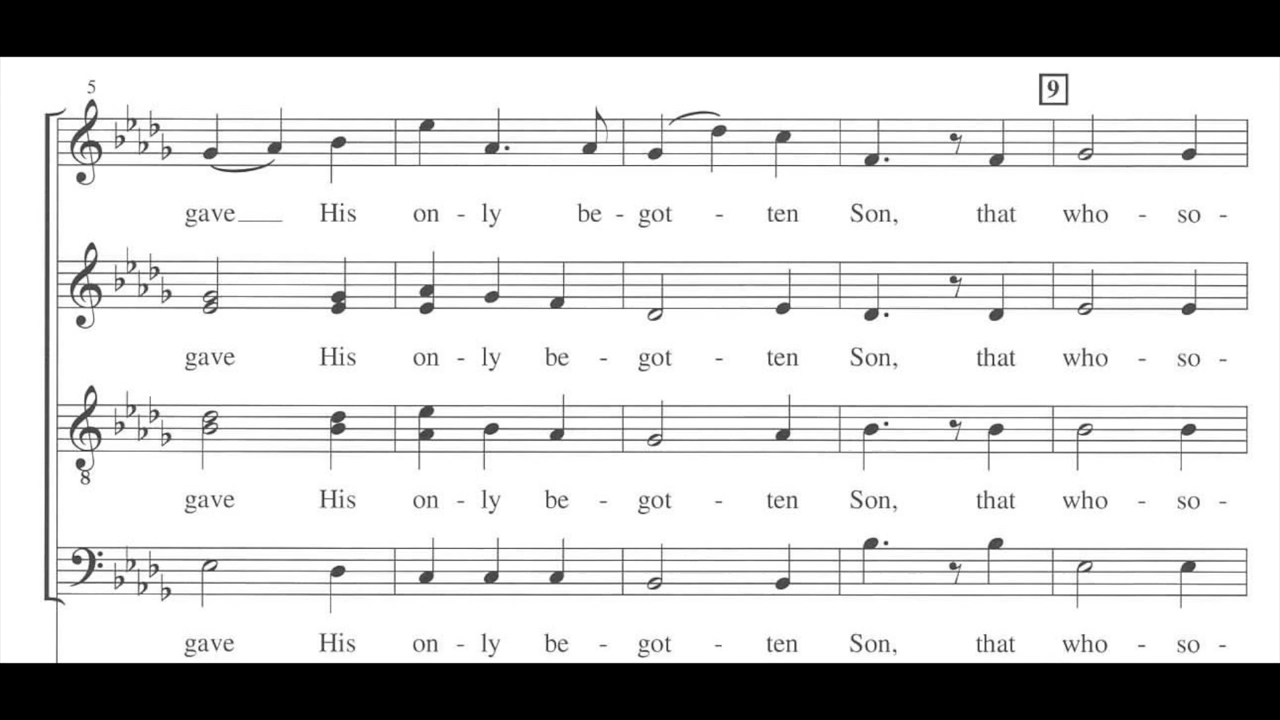 5
9
gave___ His on - ly be - got - ten Son, that who - so -
gave His on - ly be - got - ten Son, that who - so -
8
gave His on - ly be - got - ten Son, that who - so -
gave His on - ly be - got - ten Son, that who - so -